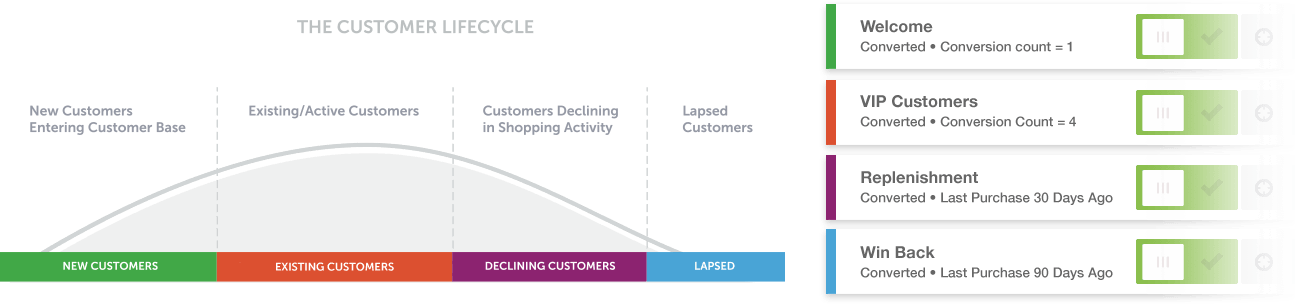 THE CUSTOMER LIFECYCLE
New Customers
Entering Customer Base
Existing/Active Customers
Customers Declining
in Shopping Activity
Lapsed
Customers
NEW CUSTOMERS
EXISTING CUSTOMERS
DECLINING CUSTOMERS
LAPSED
Welcome
Converted • Conversion count = 1
VIP Customers
Converted • Conversion Count = 4
Replenishment
Converted • Last Purchase 30 Days Ago
Win Back
Converted • Last Purchase 90 Days Ago